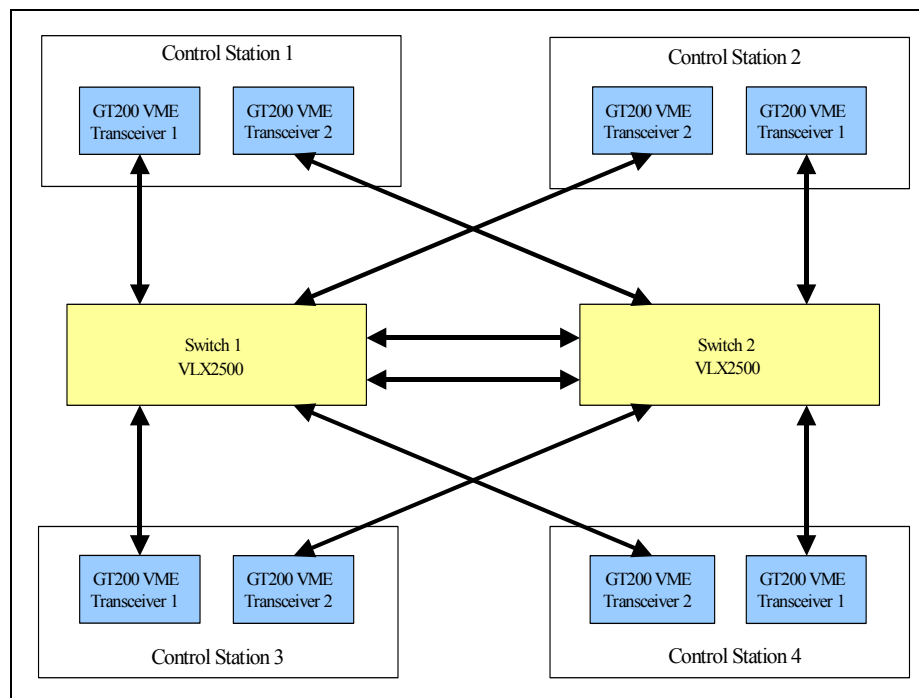 Control Station 1
GT200 VME
Transceiver 1
GT200 VME
Transceiver 2
Control Station 2
GT200 VME
Transceiver 2
GT200 VME
Transceiver 1
Switch 1
VLX2500
Switch 2
VLX2500
GT200 VME
Transceiver 1
GT200 VME
Transceiver 2
Control Station 3
GT200 VME
Transceiver 2
GT200 VME
Transceiver 1
Control Station 4